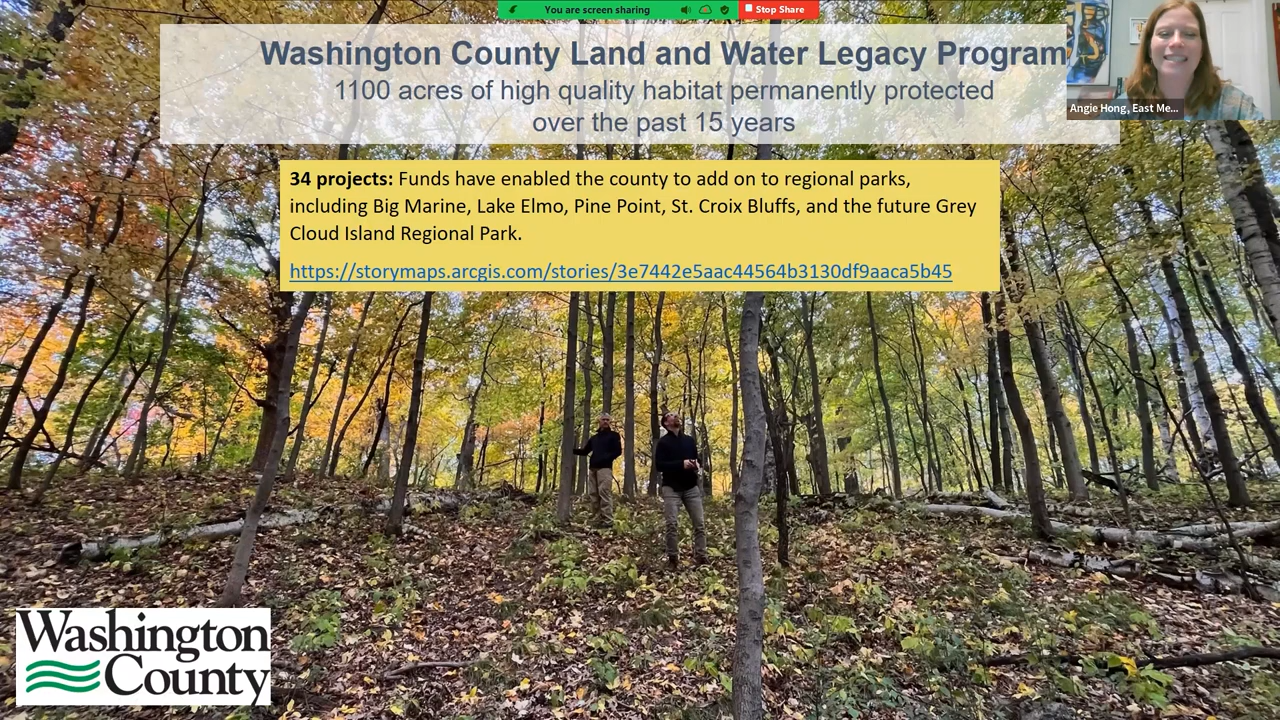 You are screen sharing
Stop Share
Washington County Land and Water Legacy Program
1100 acres of high quality habitat permanently protected
over the past 15 years
Angie Hong, East Me...
34 projects: Funds have enabled the county to add on to regional parks,
including Big Marine, Lake Elmo, Pine Point, St. Croix Bluffs, and the future Grey
Cloud Island Regional Park.
https://storymaps.arcgis.com/stories/3e7442e5aac44564b3130df9aaca5b45
Washington
County